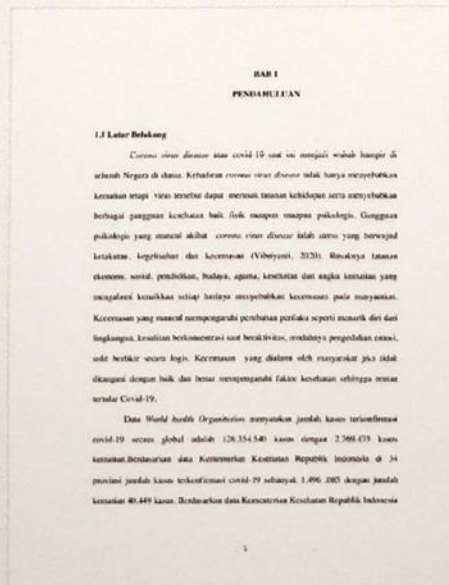 BAB I
PENDAHULUAN
1.1 Latar Belakang
Corona virus disease atau covid-19 saat ini menjadi wabah hampir di
seluruh Negara di dunia. Kehadiran corona virus disease tidak hanya menyebabkan
kematian tetapi virus tersebut dapat merusak tatanan kehidupan serta menyebabkan
berbagai gangguan kesehatan baik fisik maupun maupun psikologis. Gangguan
psikologis yang muncul akibat corona virus disease ialah stress yang berwujud
ketakutan, kegelisahan dan kecemasan (Vibriyanti, 2020). Rusaknya tatanan
ekonomi, sosial, pendidikan, budaya, agama, kesehatan dan angka kematian yang
mengalami kenaikkan setiap harinya menyebabkan kecemasan pada masyarakat.
Kecemasan yang muncul mempengaruhi perubahan perilaku seperti menarik diri dari
lingkungan, kesulitan berkonsentrasi saat beraktivitas, rendahnya pengedalian emosi,
sulit berfikir secara logis. Kecemasan yang dialami oleh masyarakat jika tidak
ditangani dengan baik dan benar mempengaruhi faktor kesehatan sehingga rentan
tertular Covid-19.
Data World health Organisation menyatakan jumlah kasus terkonfirmasi
covid-19 secara global adalah 126.354.540 kasus dengan 2.769.473 kasus
kematian.Berdasarkan data Kementerian Kesehatan Republik Indonesia di 34
provinsi jumlah kasus terkonfirmasi covid-19 sebanyak 1.496 .085 dengan jumlah
kematian 40.449 kasus. Berdasarkan data Kementerian Kesehatan Republik Indonesia